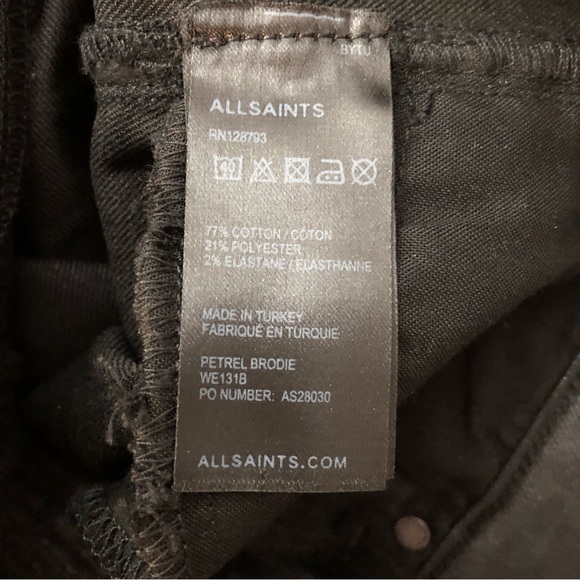 BYTU
ALLSAINTS
RN128793
40
77% COTTON / COTON
21% POLYESTER
2% ELASTANE / ELASTHANNE
MADE IN TURKEY
FABRIQUÉ EN TURQUIE
PETREL BRODIE
WE131B
PO NUMBER: AS28030
ALLSAINTS.COM